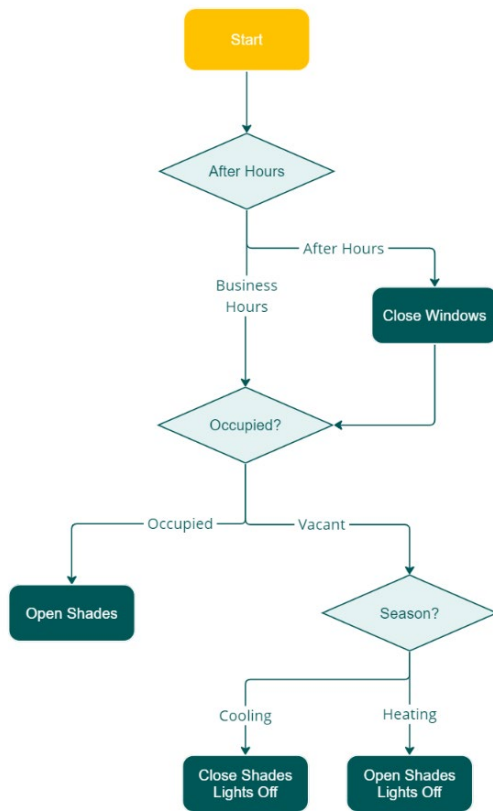 Start
After Hours
After Hours
Business
Hours
Close Windows
Occupied?
Occupied
Vacant
Open Shades
Season?
Cooling
Heating
Close Shades
Lights Off
Open Shades
Lights Off